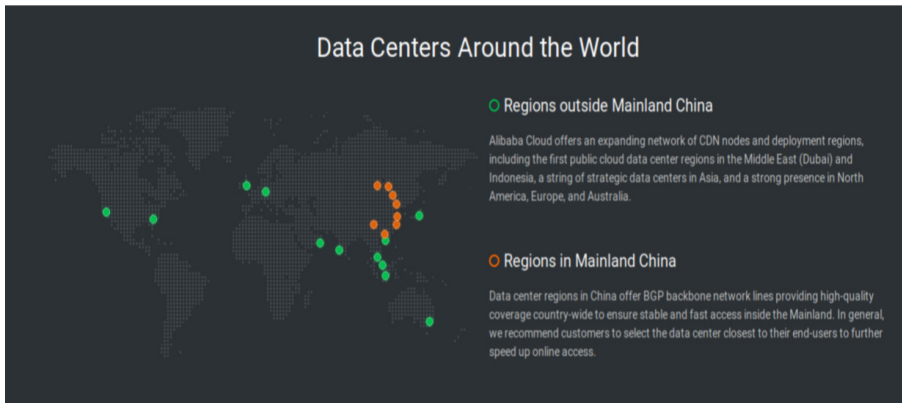 Data Centers Around the World
Regions outside Mainland China
Alibaba Cloud offers an expanding network of CDN nodes and deployment regions,
including the first public cloud data center regions in the Middle East (Dubai) and
Indonesia, a string of strategic data centers in Asia, and a strong presence in North
America, Europe, and Australia.
Regions in Mainland China
Data center regions in China offer BGP backbone network lines providing high-quality
coverage country-wide to ensure stable and fast access inside the Mainland. In general,
we recommend customers to select the data center closest to their end-users to further
speed up online access.